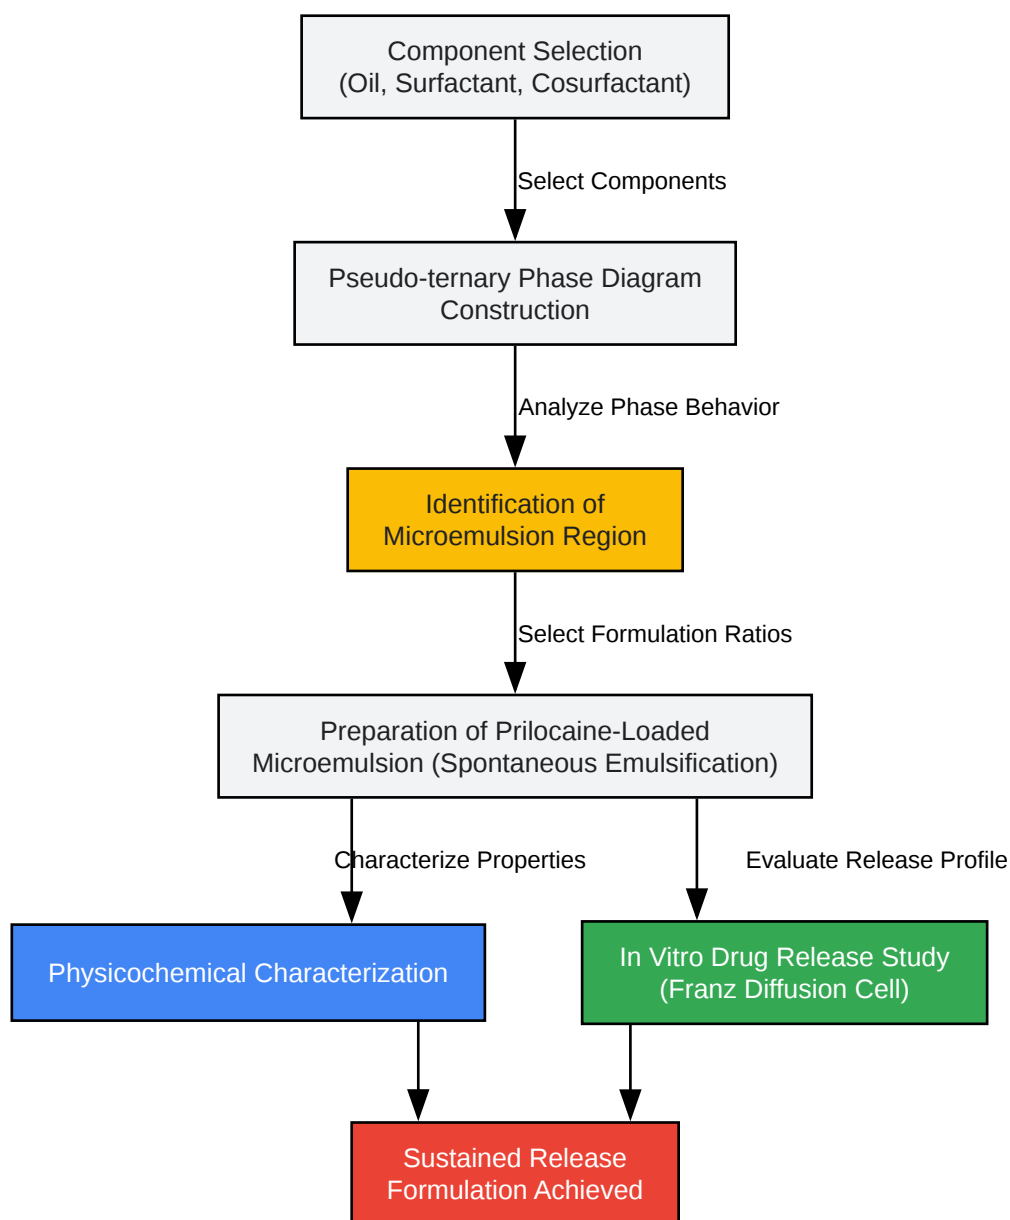 Component Selection
(Oil, Surfactant, Cosurfactant)
Select Components
Pseudo-ternary Phase Diagram
Construction
Analyze Phase Behavior
Identification of
Microemulsion Region
Select Formulation Ratios
Preparation of Prilocaine-Loaded
Microemulsion (Spontaneous Emulsification)
Characterize Properties
Evaluate Release Profile
Physicochemical Characterization
In Vitro Drug Release Study
(Franz Diffusion Cell)
Sustained Release
Formulation Achieved